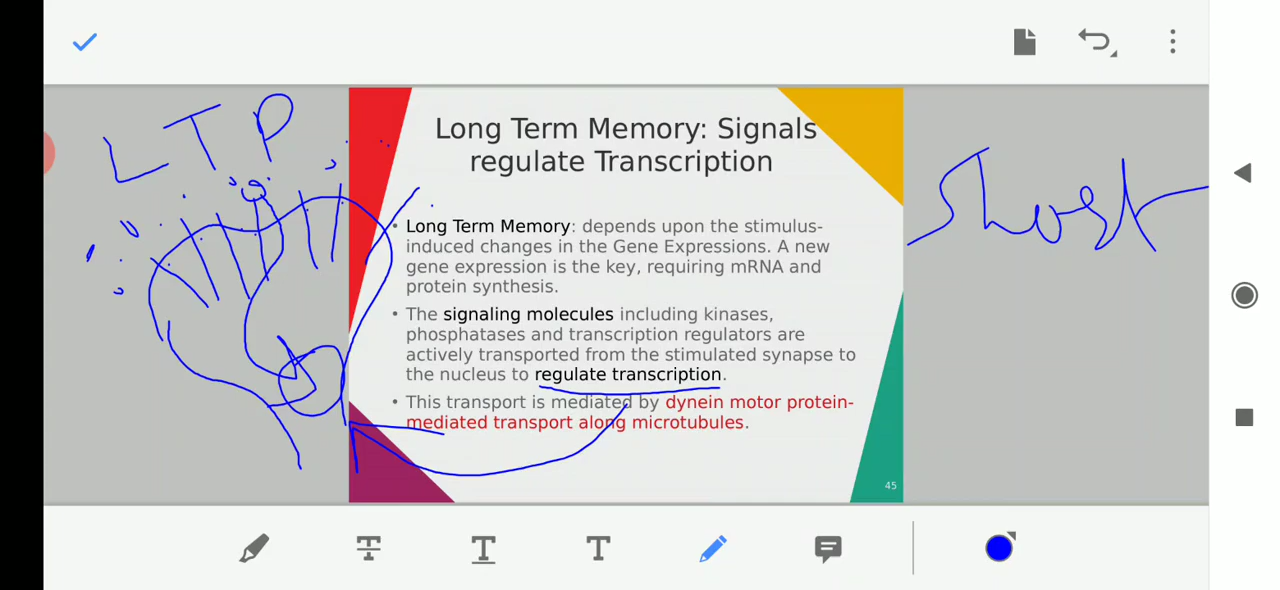 LTP
Long Term Memory: Signals
regulate Transcription
Short
• Long Term Memory: depends upon the stimulus-
induced changes in the Gene Expressions. A new
gene expression is the key, requiring mRNA and
protein synthesis.
• The signaling molecules including kinases,
phosphatases and transcription regulators are
actively transported from the stimulated synapse to
the nucleus to regulate transcription.
• This transport is mediated by dynein motor protein-
mediated transport along microtubules.
45